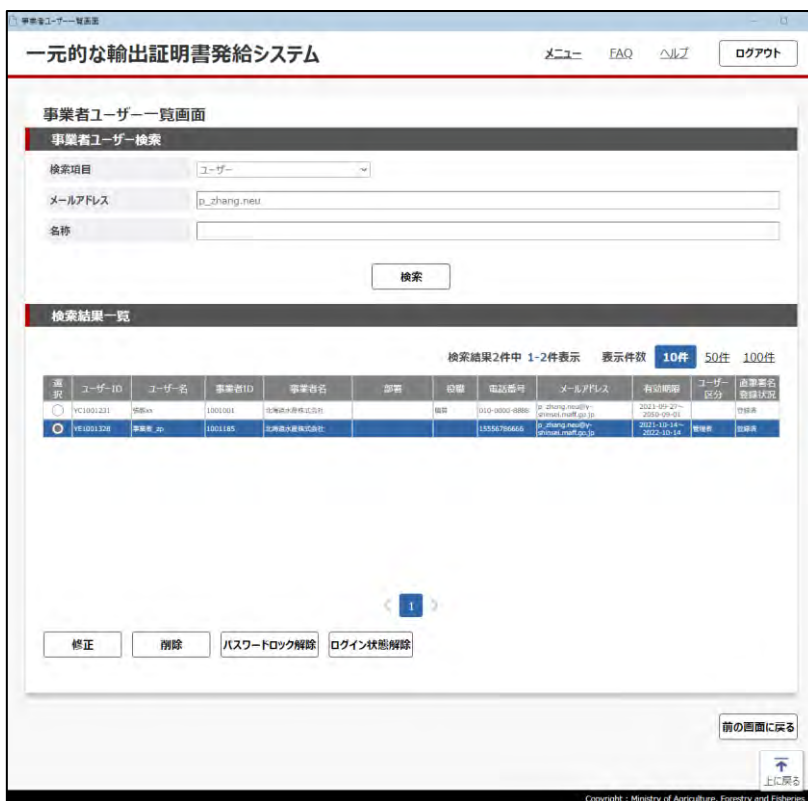 事業者ユーザー一覧画面
一元的な輸出証明書発給システム
メニュー FAQ ヘルプ ログアウト
事業者ユーザー一覧画面
事業者ユーザー検索
検索項目 ユーザー
メールアドレス p_zhang.neu
名称
検索
検索結果一覧
検索結果2件中 1-2件表示 表示件数 10件 50件 100件
選択 ユーザーID ユーザー名 事業者ID 事業者名 部署 役職 電話番号 メールアドレス 有効期限 ユーザー区分 直筆署名登録状況
YC1001231 1001001 北海道水産株式会社 010-0000-8888 p_zhang.neu@y-shinsei.maff.go.jp 2021-09-27～2050-09-01 登録済
YE1001328 事業者_zp 1001185 北海道水産株式会社 15556786666 p_zhang.neu@y-shinsei.maff.go.jp 2021-10-14～2022-10-14 管理者 登録済
1
修正 削除 パスワードロック解除 ログイン状態解除
前の画面に戻る
上に戻る
Copyright : Ministry of Agriculture, Forestry and Fisheries